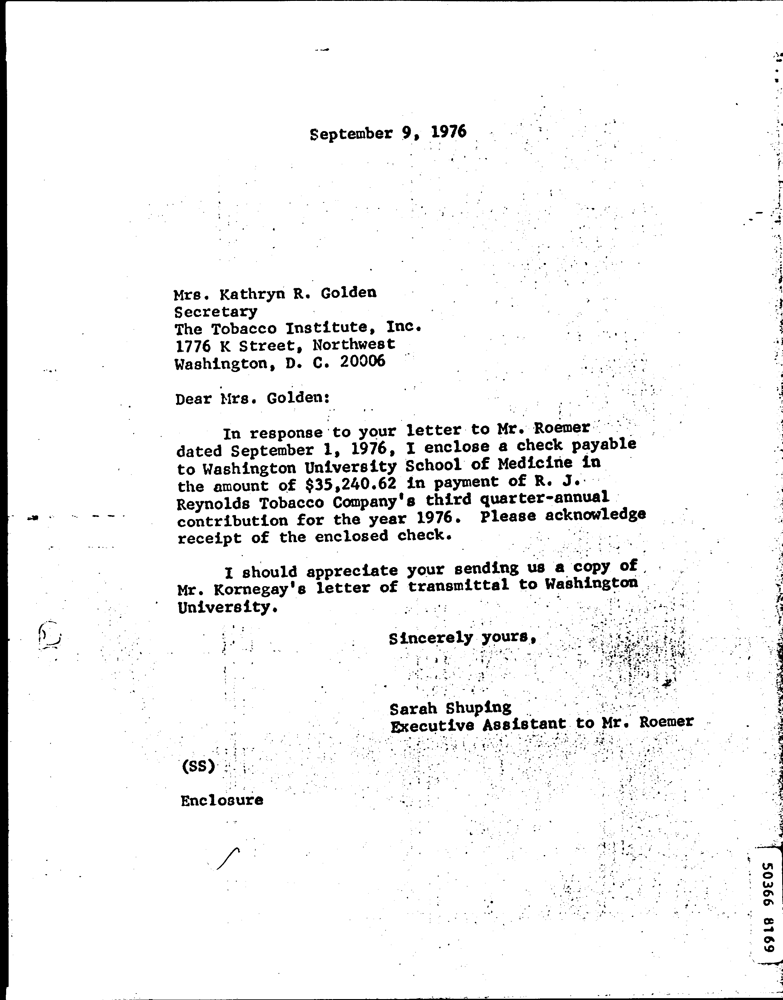 September 9, 1976
Mrs. Kathryn R. Golden
Secretary
The Tobacco Institute, Inc.
1776 K Street, Northwest
Washington, D. C. 20006
Dear Mrs. Golden:
In response to your letter to Mr. Roemer
dated September 1, 1976, I enclose a check payable
to Washington University School of Medicine in
the amount of $35,240.62 in payment of R. J.
Reynolds Tobacco Company's third quarter-annual
contribution for the year 1976. Please acknowledge
receipt of the enclosed check.
I should appreciate your sending us a copy of
Mr. Kornegay's letter of transmittal to Washington
University.
Sincerely yours,
Sarah Shuping
Executive Assistant to Mr. Roemer
(SS)
Enclosure
50366 8169